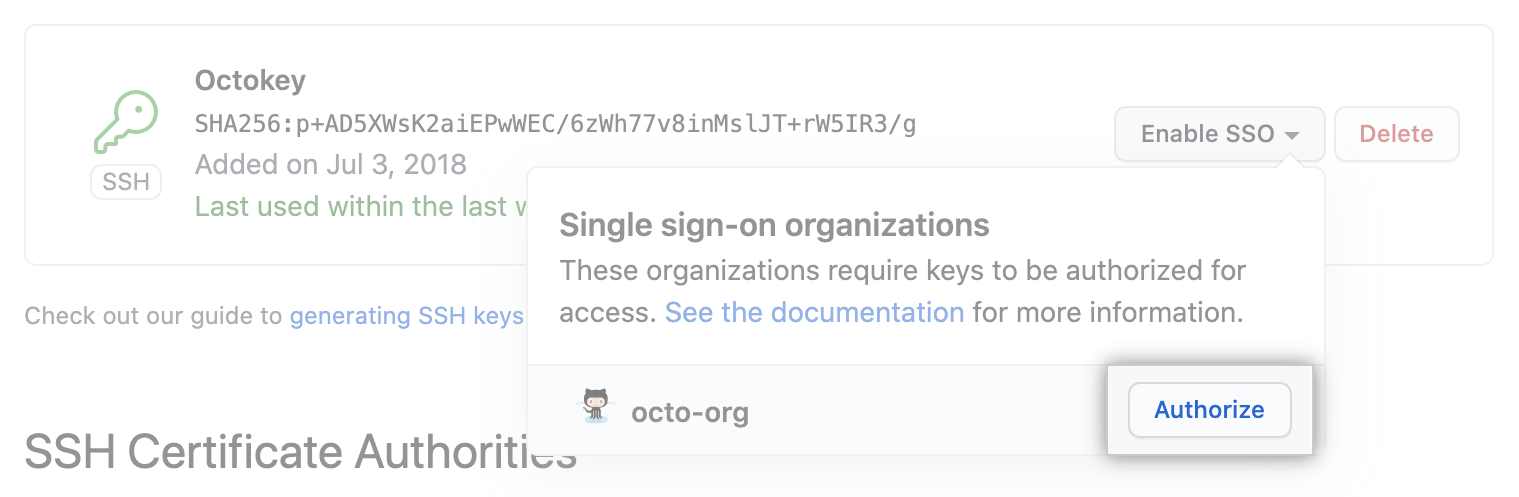 Octokey
SHA256:p+AD5XWsK2aiEPwWEC/6zWh77v8inMslJT+rW5IR3/g
Added on Jul 3, 2018
Last used within the last
SSH
Enable SSO
Delete
Single sign-on organizations
These organizations require keys to be authorized for
access. See the documentation for more information.
octo-org
Authorize
Check out our guide to generating SSH keys
SSH Certificate Authorities